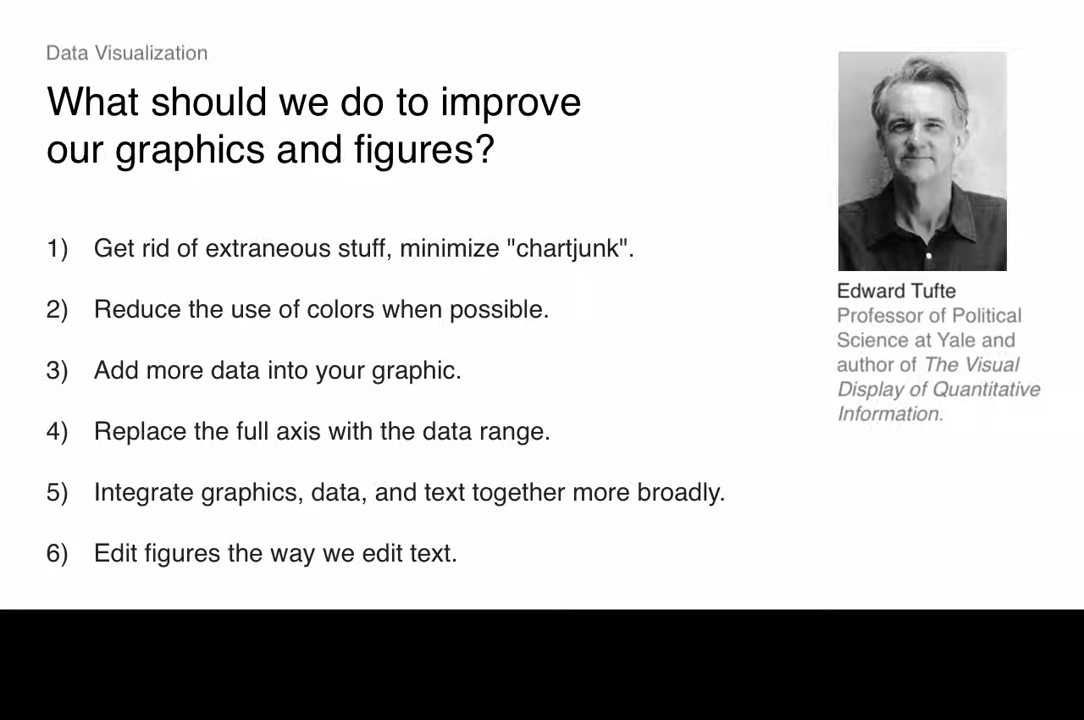 Data Visualization
What should we do to improve
our graphics and figures?
1) Get rid of extraneous stuff, minimize "chartjunk".
2) Reduce the use of colors when possible.
3) Add more data into your graphic.
4) Replace the full axis with the data range.
5) Integrate graphics, data, and text together more broadly.
6) Edit figures the way we edit text.
Edward Tufte
Professor of Political
Science at Yale and
author of The Visual
Display of Quantitative
Information.